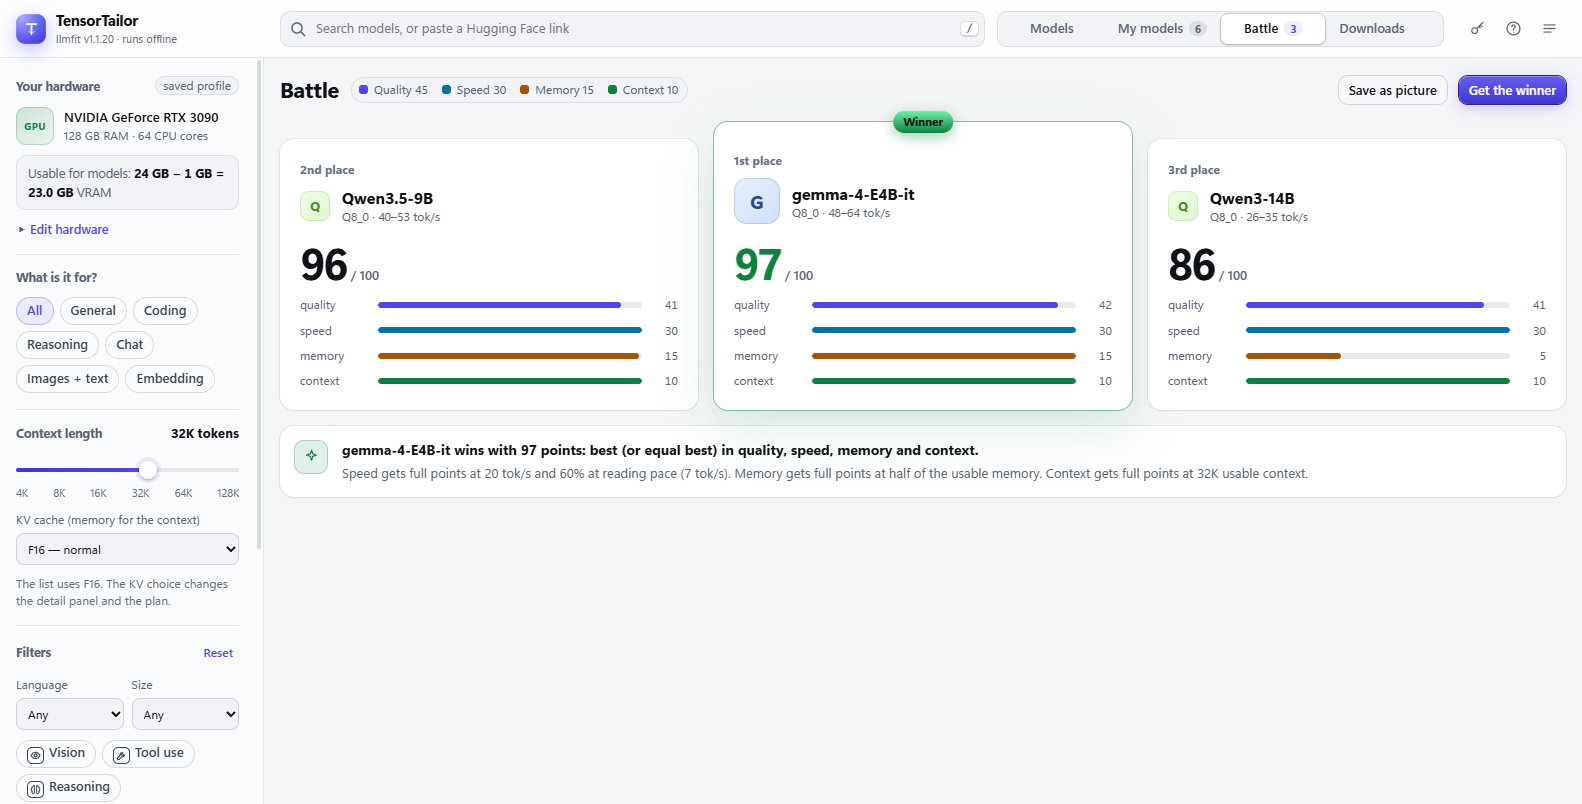 TensorTailor
llmfit v1.1.20 · runs offline
Search models, or paste a Hugging Face link
/
Models
My models 6
Battle 3
Downloads
Your hardware
saved profile
GPU
NVIDIA GeForce RTX 3090
128 GB RAM · 64 CPU cores
Usable for models: 24 GB − 1 GB =
23.0 GB VRAM
Edit hardware
What is it for?
All
General
Coding
Reasoning
Chat
Images + text
Embedding
Context length
32K tokens
4K 8K 16K 32K 64K 128K
KV cache (memory for the context)
F16 — normal
The list uses F16. The KV choice changes
the detail panel and the plan.
Filters
Reset
Language
Size
Any
Any
Vision
Tool use
Reasoning
Battle
Quality 45
Speed 30
Memory 15
Context 10
Save as picture
Get the winner
2nd place
Q
Qwen3.5-9B
Q8_0 · 40–53 tok/s
96 / 100
quality 41
speed 30
memory 15
context 10
Winner
1st place
G
gemma-4-E4B-it
Q8_0 · 48–64 tok/s
97 / 100
quality 42
speed 30
memory 15
context 10
3rd place
Q
Qwen3-14B
Q8_0 · 26–35 tok/s
86 / 100
quality 41
speed 30
memory 5
context 10
gemma-4-E4B-it wins with 97 points: best (or equal best) in quality, speed, memory and context.
Speed gets full points at 20 tok/s and 60% at reading pace (7 tok/s). Memory gets full points at half of the usable memory. Context gets full points at 32K usable context.